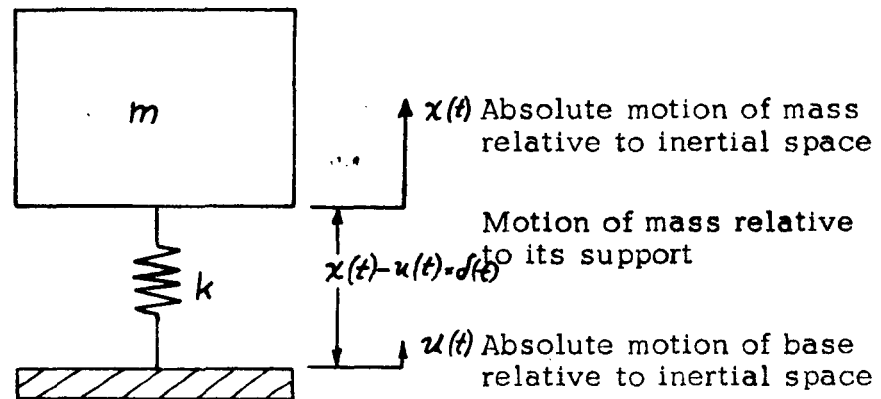 m
x(t) Absolute motion of mass
relative to inertial space
Motion of mass relative
x(t)-u(t)=δ(t) to its support
k
u(t) Absolute motion of base
relative to inertial space